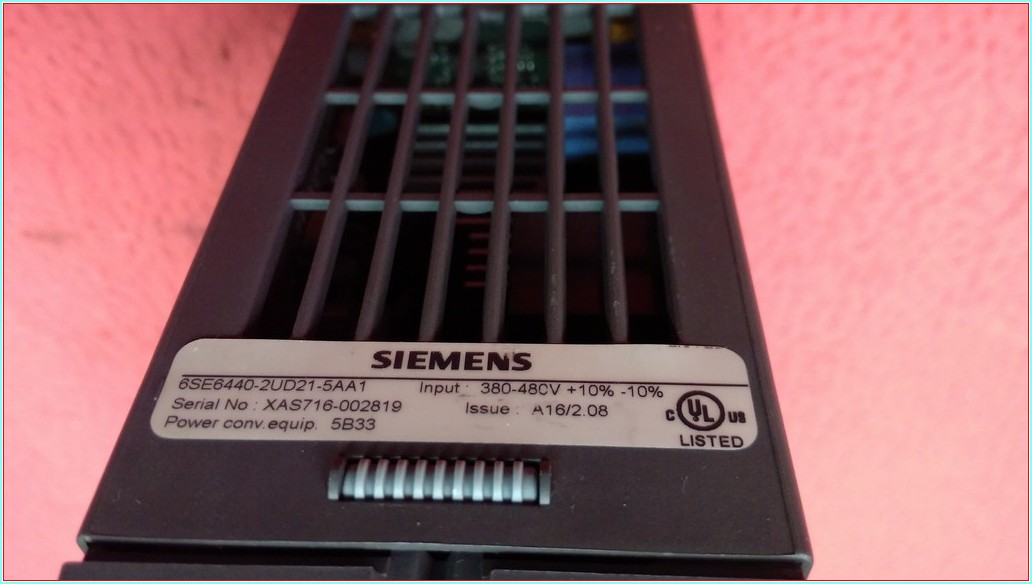 SIEMENS
6SE6440-2UD21-5AA1 Input : 380-480V +10% -10%
Serial No : XAS716-002819 Issue : A16/2.08
Power conv.equip. 5B33
C UL US
LISTED